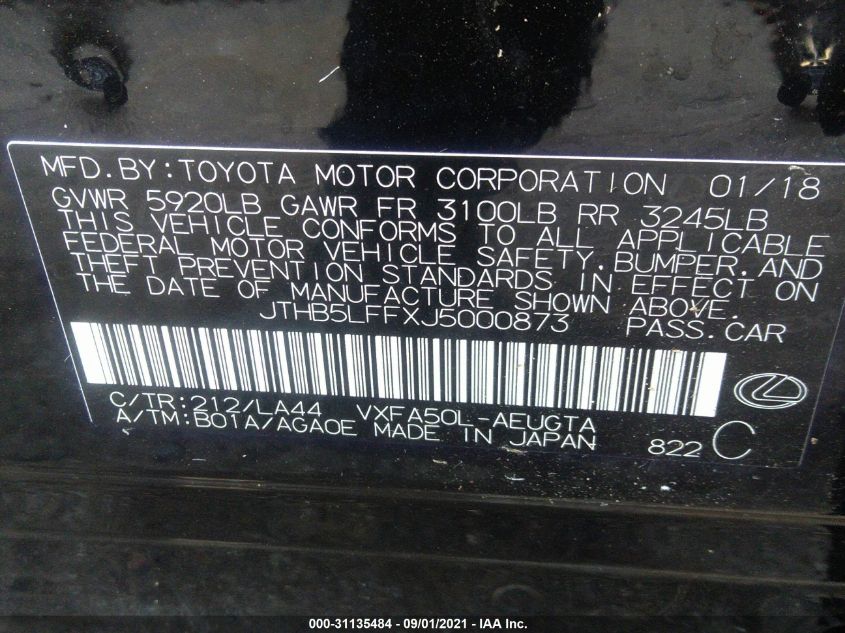 MFD.BY:TOYOTA MOTOR CORPORATION 01/18
GVWR 5920LB GAWR FR 3100LB RR 3245LB
THIS VEHICLE CONFORMS TO ALL APPLICABLE
FEDERAL MOTOR VEHICLE SAFETY,BUMPER,AND
THEFT PREVENTION STANDARDS IN EFFECT ON
THE DATE OF MANUFACTURE SHOWN ABOVE.
JTHB5LFFXJ5000873 PASS.CAR
C/TR:212/LA44 VXFA50L-AEUGTA
A/TM:B01A/AGA0E MADE IN JAPAN 822 C
000-31135484 - 09/01/2021 - IAA Inc.